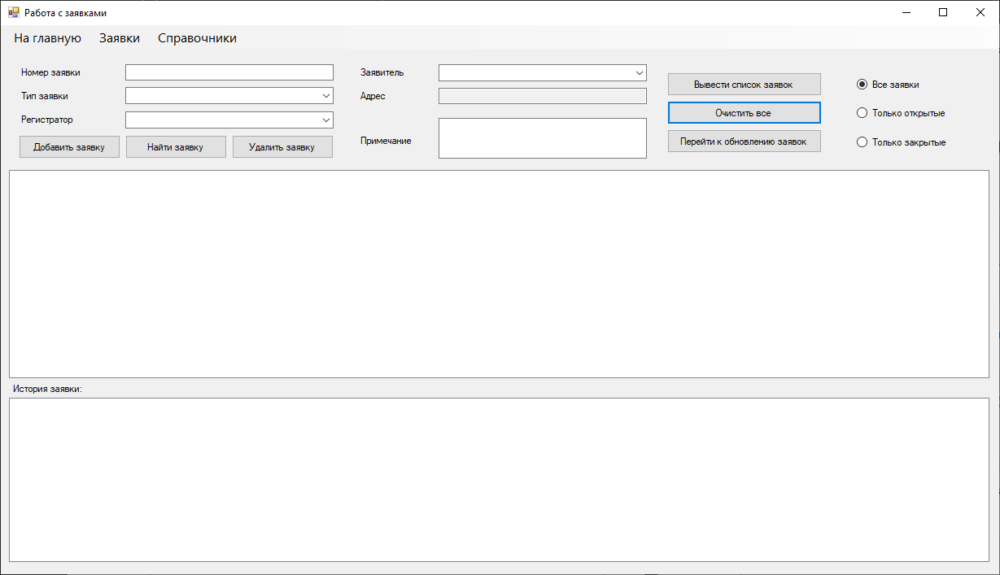 Работа с заявками
На главную Заявки Справочники
Номер заявки
Тип заявки
Регистратор
Добавить заявку Найти заявку Удалить заявку
Заявитель
Адрес
Примечание
Вывести список заявок
Очистить все
Перейти к обновлению заявок
Все заявки
Только открытые
Только закрытые
История заявки: